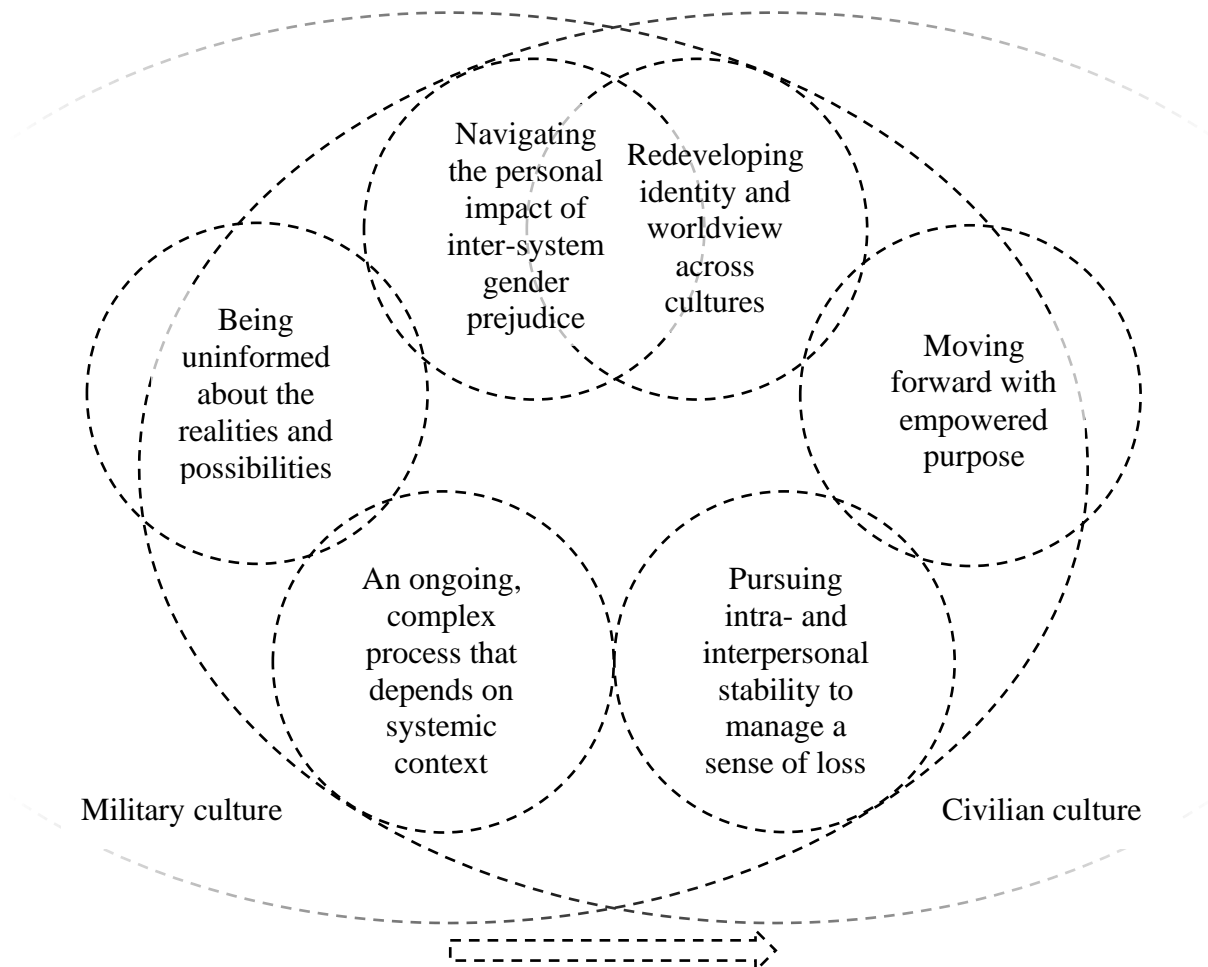 Navigating
the personal
impact of
inter-system
gender
prejudice
Redeveloping
identity and
worldview
across
cultures
Being
uninformed
about the
realities and
possibilities
Moving
forward with
empowered
purpose
An ongoing,
complex
process that
depends on
systemic
context
Pursuing
intra- and
interpersonal
stability to
manage a
sense of loss
Military culture
Civilian culture